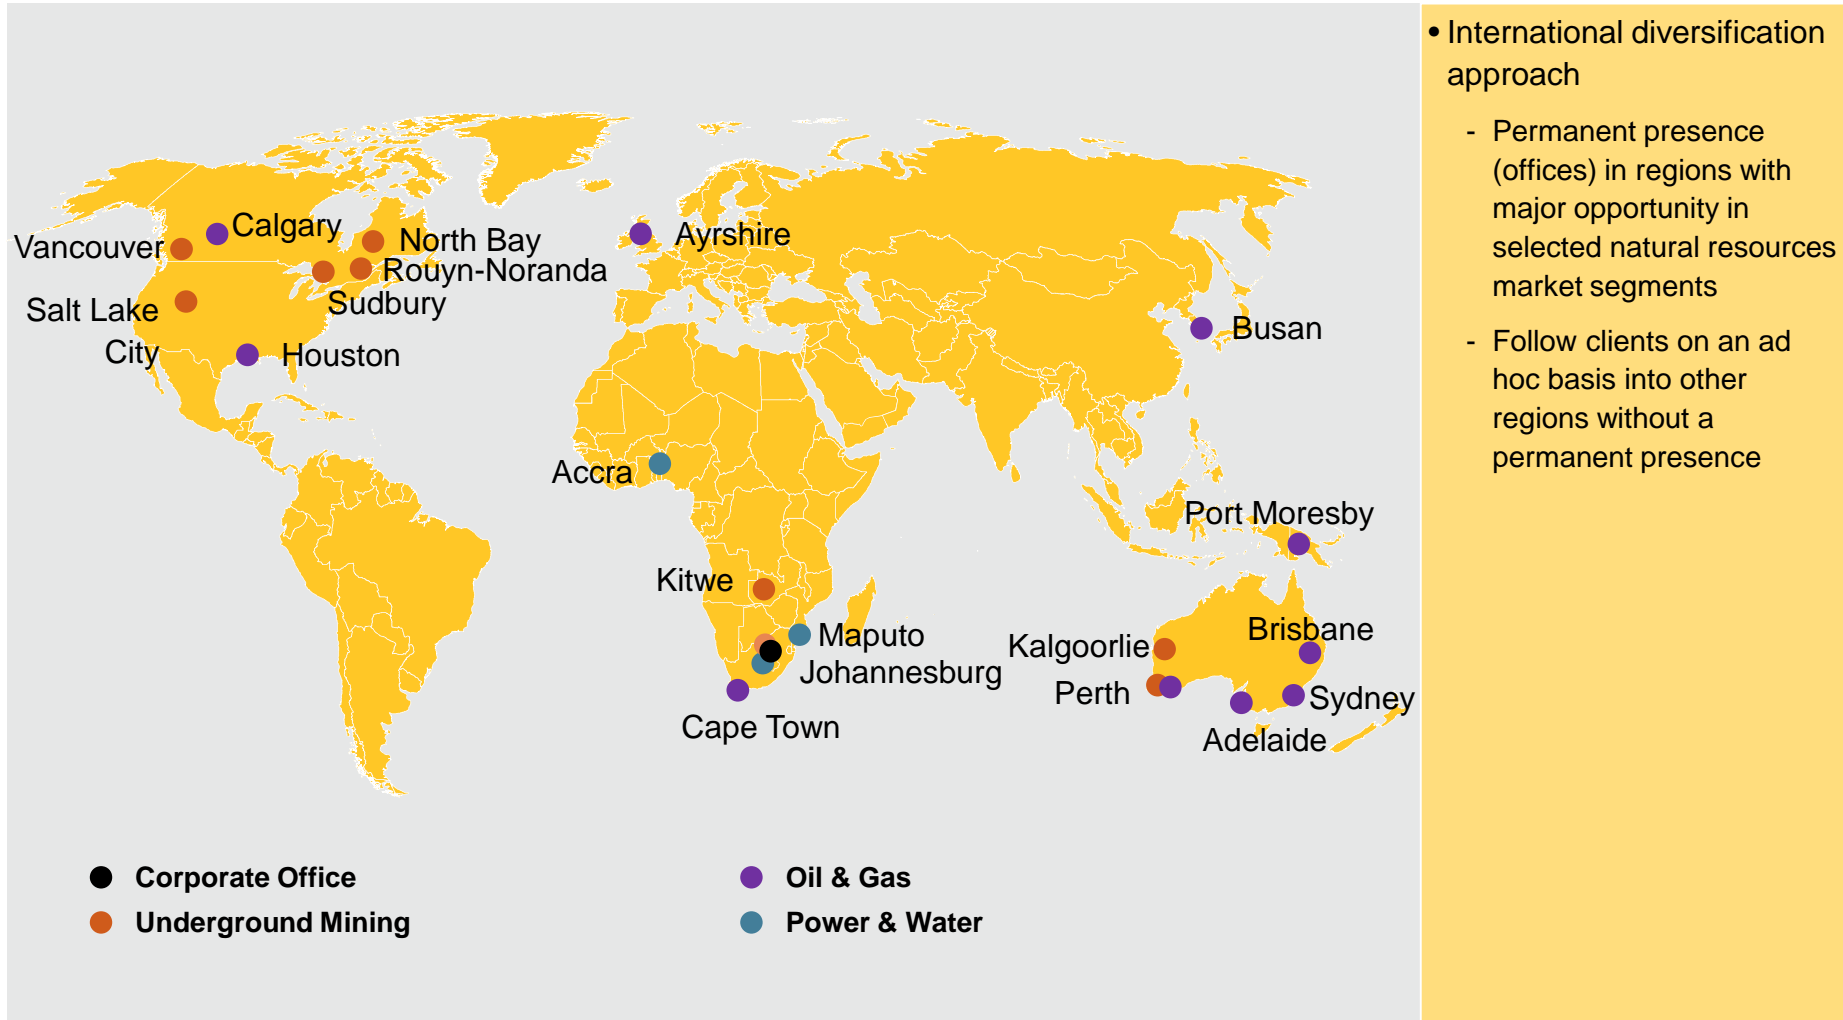 • International diversification
approach
- Permanent presence
(offices) in regions with
major opportunity in
selected natural resources
market segments
- Follow clients on an ad
hoc basis into other
regions without a
permanent presence
Calgary
Vancouver
North Bay
Rouyn-Noranda
Sudbury
Salt Lake
City
Houston
Ayrshire
Busan
Accra
Port Moresby
Kitwe
Maputo
Johannesburg
Cape Town
Kalgoorlie
Brisbane
Perth
Sydney
Adelaide
Corporate Office
Underground Mining
Oil & Gas
Power & Water